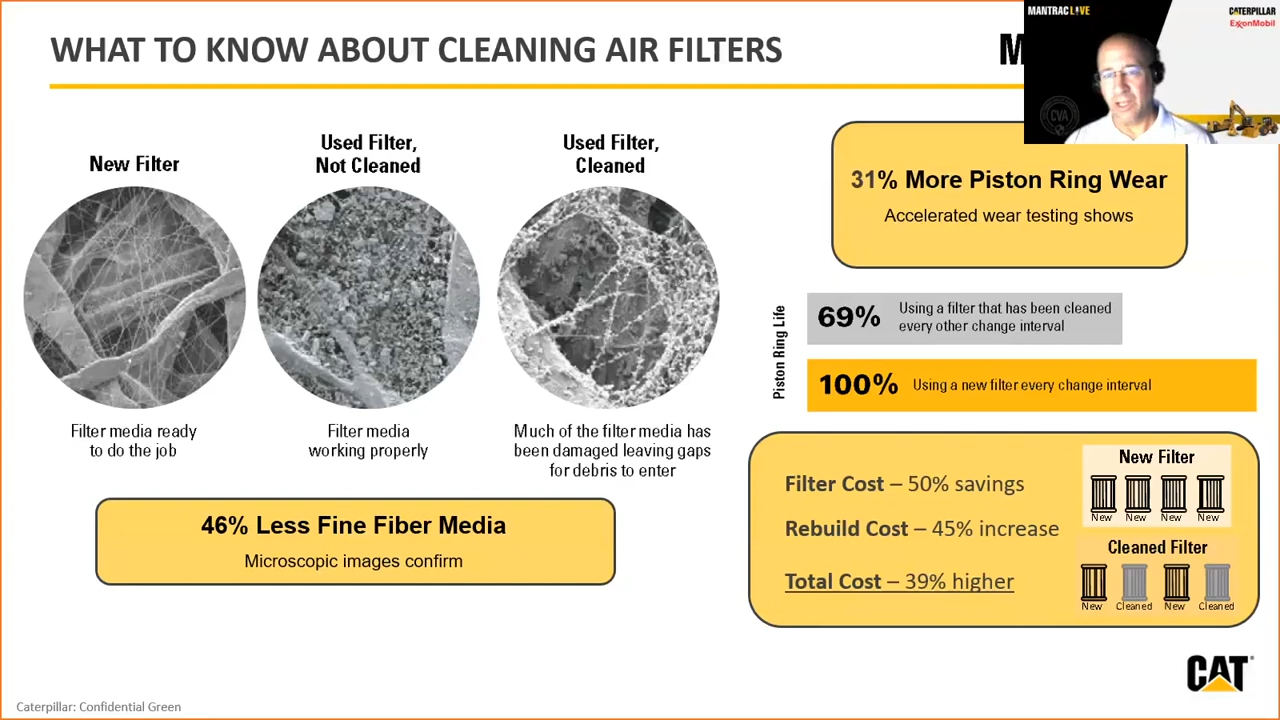 WHAT TO KNOW ABOUT CLEANING AIR FILTERS
M
MANTRAC LIVE
CATERPILLAR
ExxonMobil
CVA
New Filter
Used Filter,
Not Cleaned
Used Filter,
Cleaned
Filter media ready
to do the job
Filter media
working properly
Much of the filter media has
been damaged leaving gaps
for debris to enter
46% Less Fine Fiber Media
Microscopic images confirm
31% More Piston Ring Wear
Accelerated wear testing shows
Piston Ring Life
69%
Using a filter that has been cleaned
every other change interval
100%
Using a new filter every change interval
Filter Cost – 50% savings
Rebuild Cost – 45% increase
Total Cost – 39% higher
New Filter
New New New New
Cleaned Filter
New Cleaned New Cleaned
CAT
Caterpillar: Confidential Green